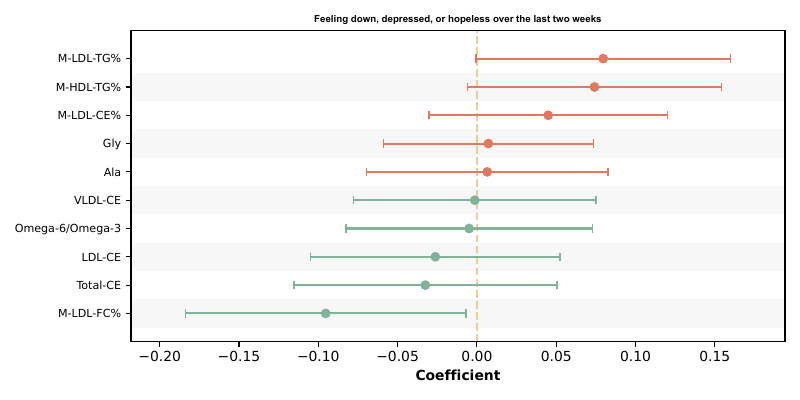 Feeling down, depressed, or hopeless over the last two weeks
M-LDL-TG%
M-HDL-TG%
M-LDL-CE%
Gly
Ala
VLDL-CE
Omega-6/Omega-3
LDL-CE
Total-CE
M-LDL-FC%
−0.20 −0.15 −0.10 −0.05 0.00 0.05 0.10 0.15
Coefficient